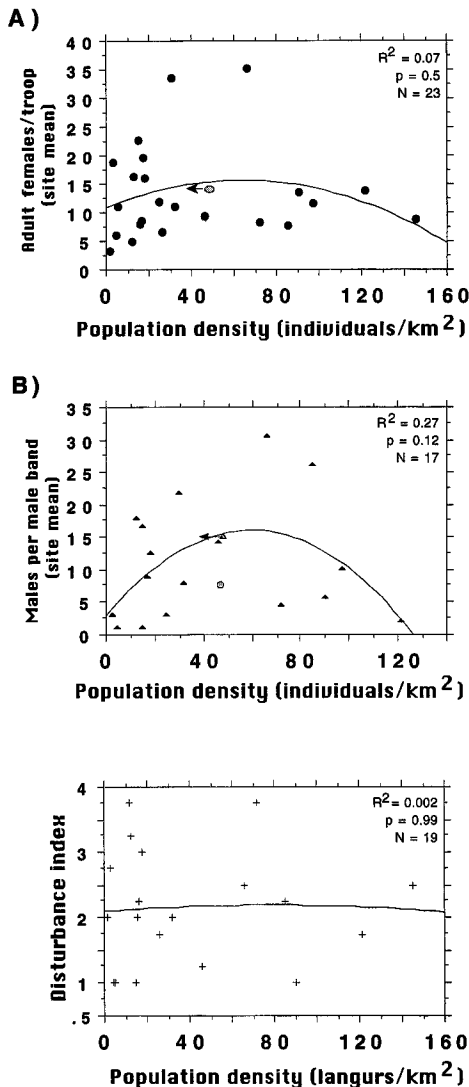 A)
40
35
30
25
20
15
10
5
0
Adult females/troop
(site mean)
R2 = 0.07
p = 0.5
N = 23
0 40 80 120 160
Population density (individuals/km2)
B)
35
30
25
20
15
10
5
0
Males per male band
(site mean)
R2 = 0.27
p = 0.12
N = 17
0 40 80 120
Population density (individuals/km2)
4
3
2
1
.5
Disturbance index
R2 = 0.002
p = 0.99
N = 19
0 40 80 120 160
Population density (langurs/km2)